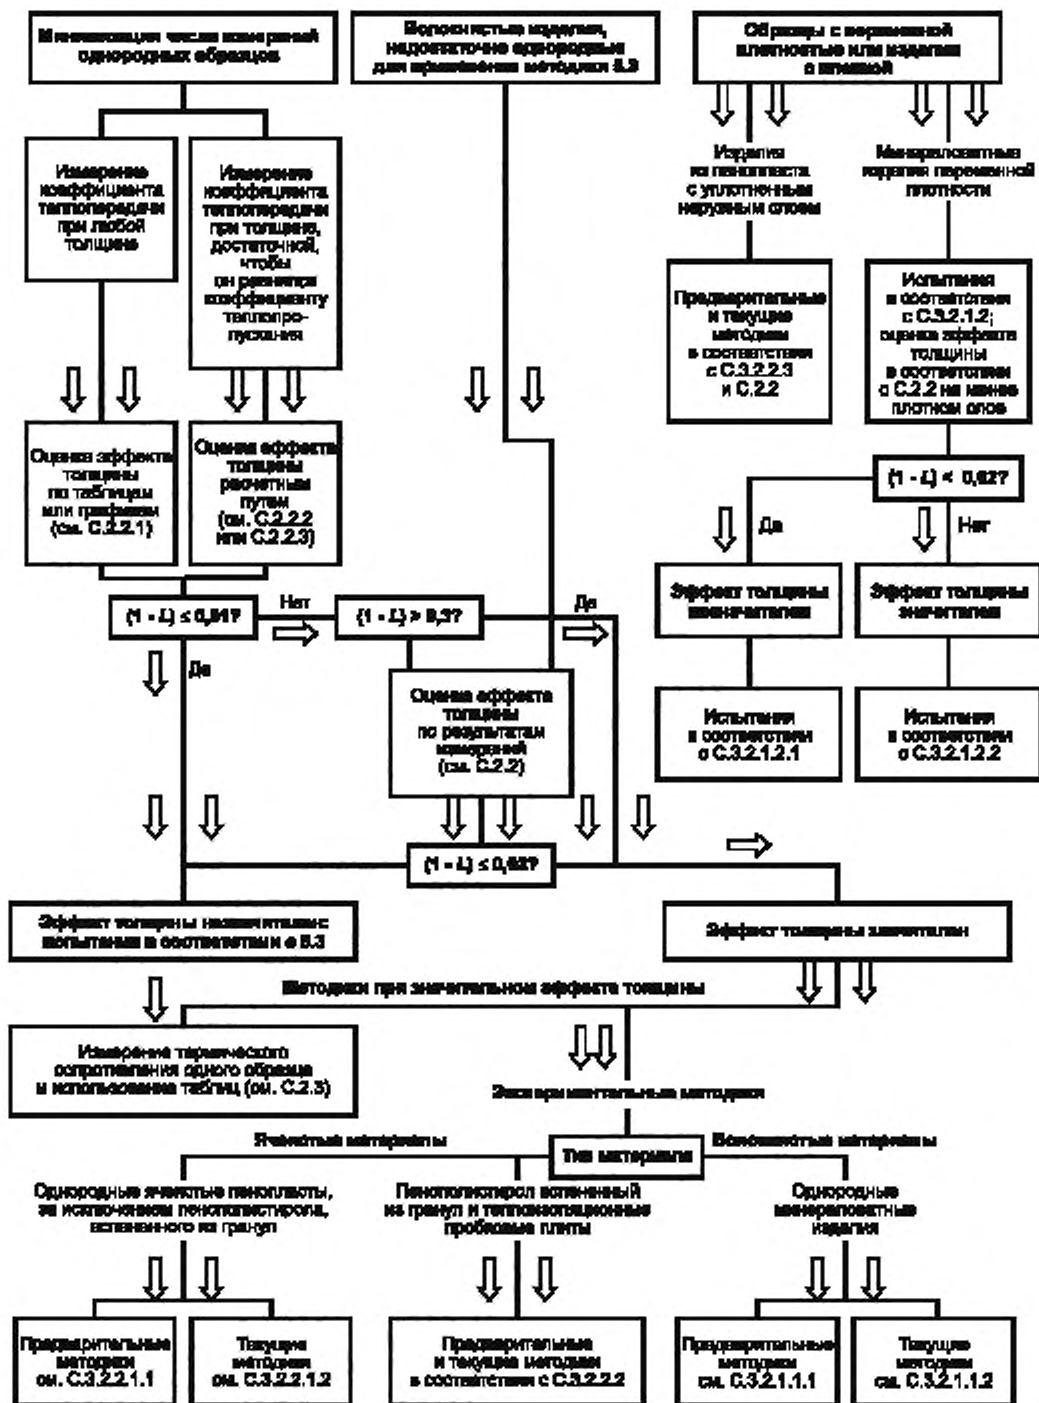 Минимизация числа измерений
однородных образцов
Волокнистые изделия,
недостаточно однородные
для применения методики 5.3
Образцы с переменной
плотностью или изделия
с пленкой
Измерение
коэффициента
теплопередачи
при любой
толщине
Измерение
коэффициента
теплопередачи
при толщине,
достаточной,
чтобы
он равнялся
коэффициенту
теплопро-
пускания
Изделия
из пенопласта
с уплотненным
наружным слоем
Минераловатные
изделия переменной
плотности
Предварительные
и текущие
методики
в соответствии
с С.3.2.2.3
и С.2.2
Испытания
в соответствии
с С.3.2.1.2;
оценка эффекта
толщины
в соответствии
с С.2.2 на менее
плотном слое
Оценка эффекта
толщины
по таблицам
или графикам
(см. С.2.2.1)
Оценка эффекта
толщины
расчетным
путем
(см. С.2.2.2
или С.2.2.3)
(1 - L) < 0,02?
Да
Нет
Эффект толщины
незначителен
Эффект толщины
значителен
(1 - L) ≤ 0,01?
Нет
(1 - L) > 0,3?
Да
Да
Оценка эффекта
толщины
по результатам
измерений
(см. С.2.2)
Испытания
в соответствии
с С.3.2.1.2.1
Испытания
в соответствии
с С.3.2.1.2.2
(1 - L) ≤ 0,02?
Эффект толщины незначителен:
испытания в соответствии с 5.3
Эффект толщины значителен
Методики при значительном эффекте толщины
Измерение термического
сопротивления одного образца
и использование таблиц (см. С.2.3)
Экспериментальные методики
Ячеистые материалы
Тип материала
Волокнистые материалы
Однородные ячеистые пенопласты,
за исключением пенополистирола,
вспененного из гранул
Пенополистирол вспененный
из гранул и теплоизоляционные
пробковые плиты
Однородные
минераловатные
изделия
Предварительные
методики
см. С.3.2.2.1.1
Текущие
методики
см. С.3.2.2.1.2
Предварительные
и текущие методики
в соответствии с С.3.2.2.2
Предварительные
методики
см. С.3.2.1.1.1
Текущие
методики
см. С.3.2.1.1.2